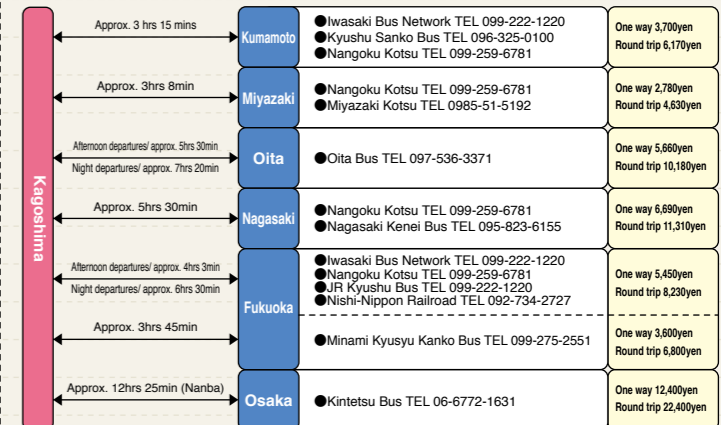 Kagoshima
Approx. 3 hrs 15 mins
Kumamoto
●Iwasaki Bus Network TEL 099-222-1220
●Kyushu Sanko Bus TEL 096-325-0100
●Nangoku Kotsu TEL 099-259-6781
One way 3,700yen
Round trip 6,170yen
Approx. 3hrs 8min
Miyazaki
●Nangoku Kotsu TEL 099-259-6781
●Miyazaki Kotsu TEL 0985-51-5192
One way 2,780yen
Round trip 4,630yen
Afternoon departures/ approx. 5hrs 30min
Night departures/ approx. 7hrs 20min
Oita
●Oita Bus TEL 097-536-3371
One way 5,660yen
Round trip 10,180yen
Approx. 5hrs 30min
Nagasaki
●Nangoku Kotsu TEL 099-259-6781
●Nagasaki Kenei Bus TEL 095-823-6155
One way 6,690yen
Round trip 11,310yen
Afternoon departures/ approx. 4hrs 3min
Night departures/ approx. 6hrs 30min
Fukuoka
●Iwasaki Bus Network TEL 099-222-1220
●Nangoku Kotsu TEL 099-259-6781
●JR Kyushu Bus TEL 099-222-1220
●Nishi-Nippon Railroad TEL 092-734-2727
One way 5,450yen
Round trip 8,230yen
Approx. 3hrs 45min
●Minami Kyusyu Kanko Bus TEL 099-275-2551
One way 3,600yen
Round trip 6,800yen
Approx. 12hrs 25min (Nanba)
Osaka
●Kintetsu Bus TEL 06-6772-1631
One way 12,400yen
Round trip 22,400yen